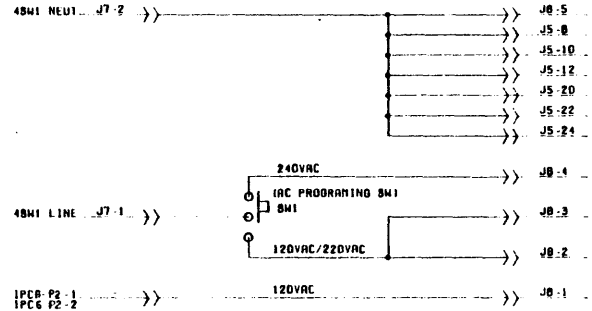 4SW1 NEUT J7-2
J8-5
J5-8
J5-10
J5-12
J5-20
J5-22
J5-24
240VAC
J8-4
IAC PROGRAMING SW1
SW1
4SW1 LINE J7-1
J8-3
120VAC/220VAC
J8-2
1PC8-P2-1
1PC6 P2-2
120VAC
J8-1